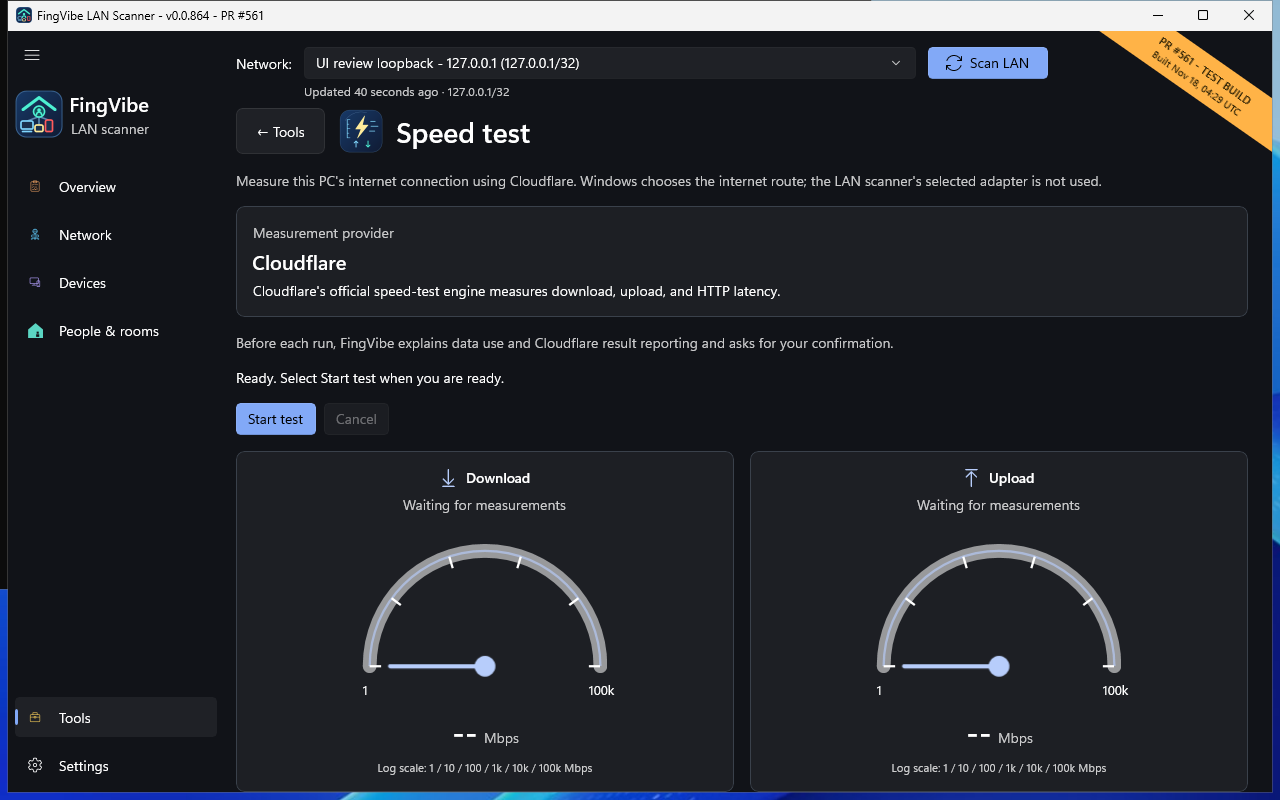 FingVibe LAN Scanner - v0.0.864 - PR #561
PR #561 - TEST BUILD
Built Nov 18, 04:29 UTC
Network:
UI review loopback - 127.0.0.1 (127.0.0.1/32)
Scan LAN
Updated 40 seconds ago · 127.0.0.1/32
FingVibe
LAN scanner
Overview
Network
Devices
People & rooms
Tools
Settings
← Tools
Speed test
Measure this PC's internet connection using Cloudflare. Windows chooses the internet route; the LAN scanner's selected adapter is not used.
Measurement provider
Cloudflare
Cloudflare's official speed-test engine measures download, upload, and HTTP latency.
Before each run, FingVibe explains data use and Cloudflare result reporting and asks for your confirmation.
Ready. Select Start test when you are ready.
Start test
Cancel
Download
Waiting for measurements
1
100k
-- Mbps
Log scale: 1 / 10 / 100 / 1k / 10k / 100k Mbps
Upload
Waiting for measurements
1
100k
-- Mbps
Log scale: 1 / 10 / 100 / 1k / 10k / 100k Mbps